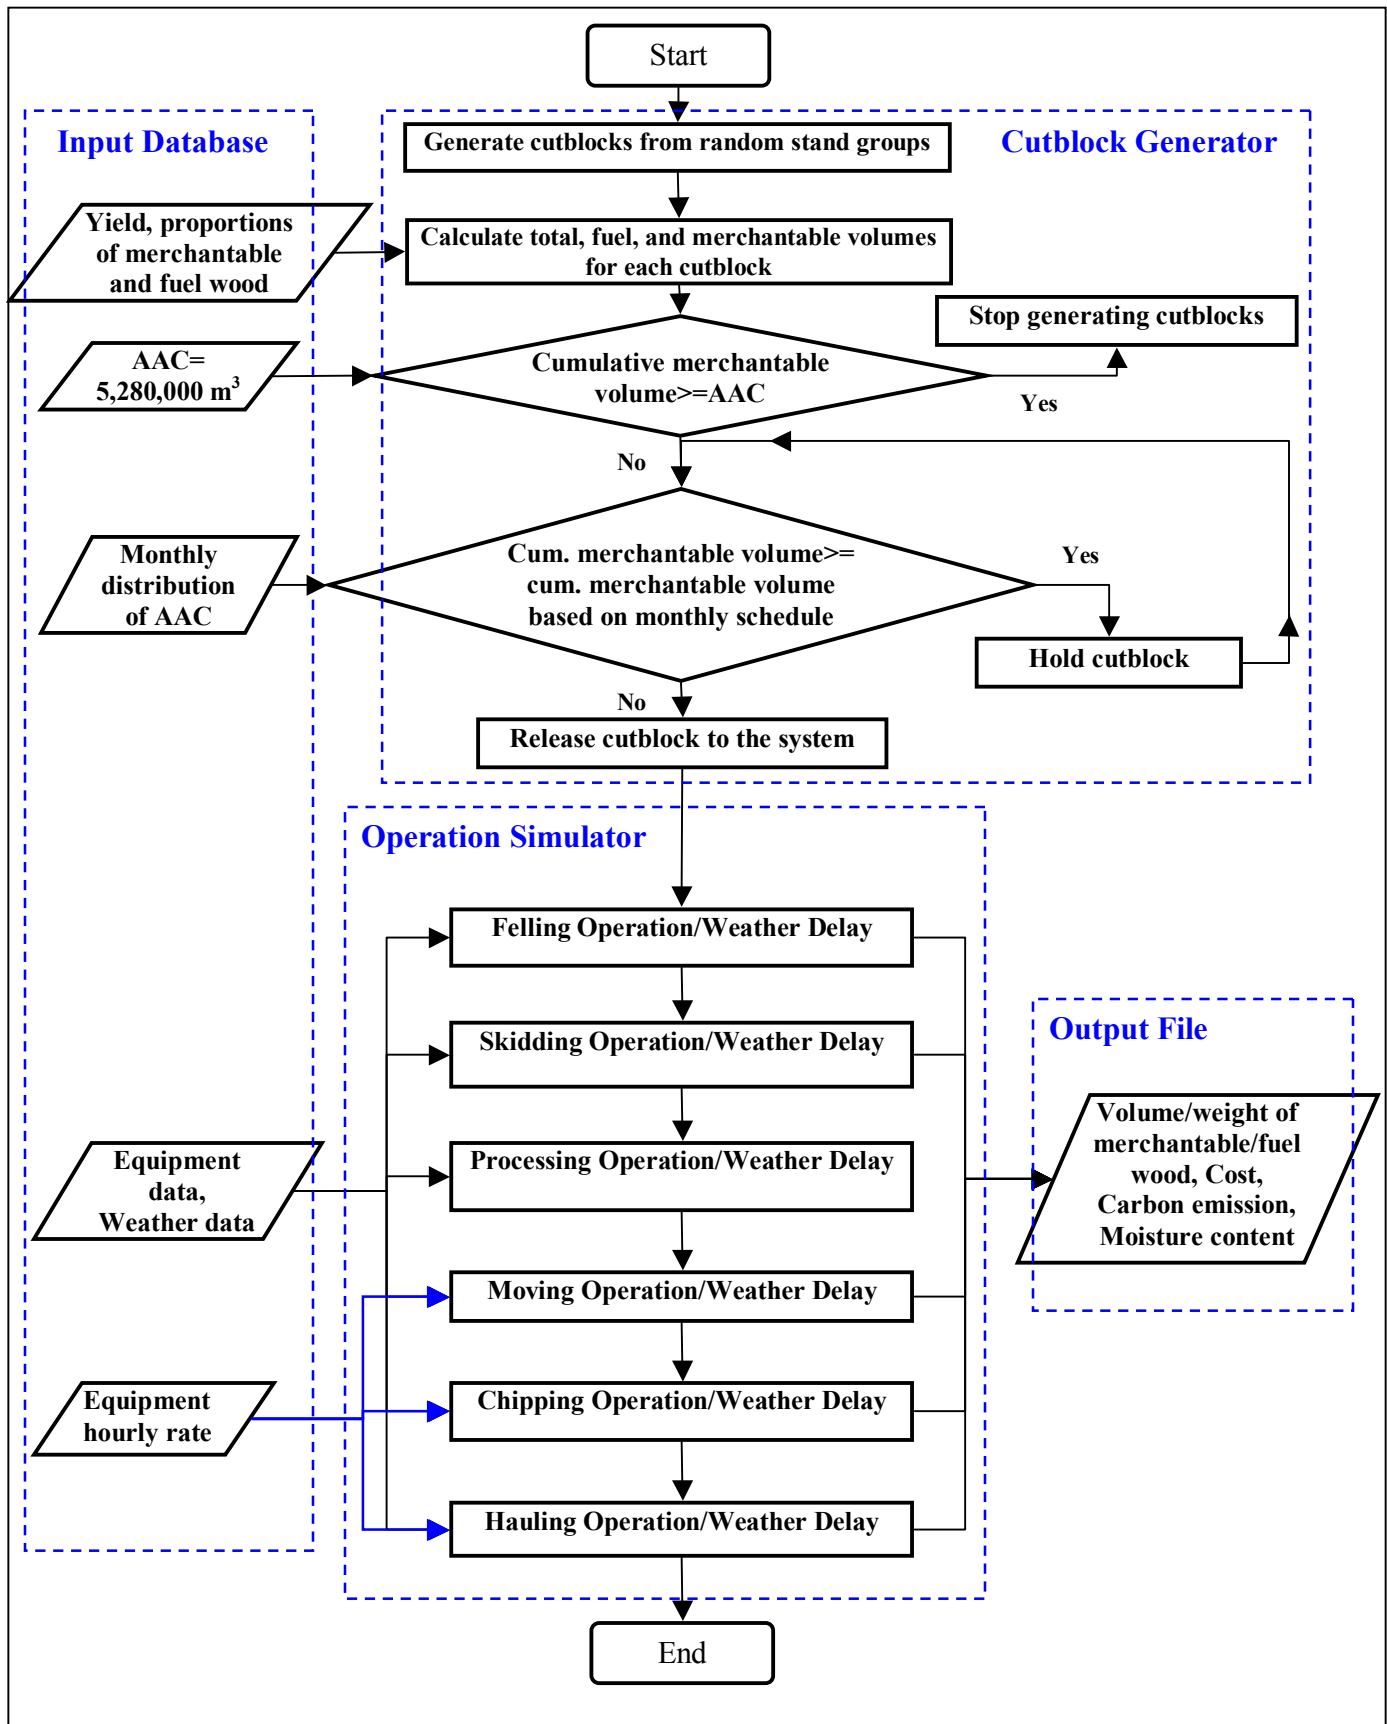 Start
Input Database
Cutblock Generator
Generate cutblocks from random stand groups
Yield, proportions
of merchantable
and fuel wood
Calculate total, fuel, and merchantable volumes
for each cutblock
Stop generating cutblocks
AAC=
5,280,000 m³
Cumulative merchantable
volume>=AAC
Yes
No
Monthly
distribution
of AAC
Cum. merchantable volume>=
cum. merchantable volume
based on monthly schedule
Yes
Hold cutblock
No
Release cutblock to the system
Operation Simulator
Felling Operation/Weather Delay
Skidding Operation/Weather Delay
Output File
Volume/weight of
merchantable/fuel
wood, Cost,
Carbon emission,
Moisture content
Equipment
data,
Weather data
Processing Operation/Weather Delay
Moving Operation/Weather Delay
Equipment
hourly rate
Chipping Operation/Weather Delay
Hauling Operation/Weather Delay
End